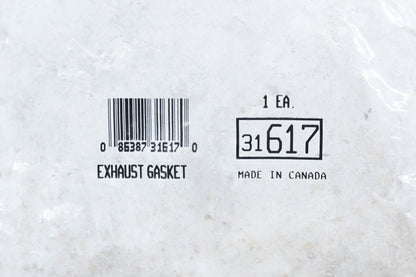 1 EA.
31617
0 86387 31617 0
EXHAUST GASKET
MADE IN CANADA